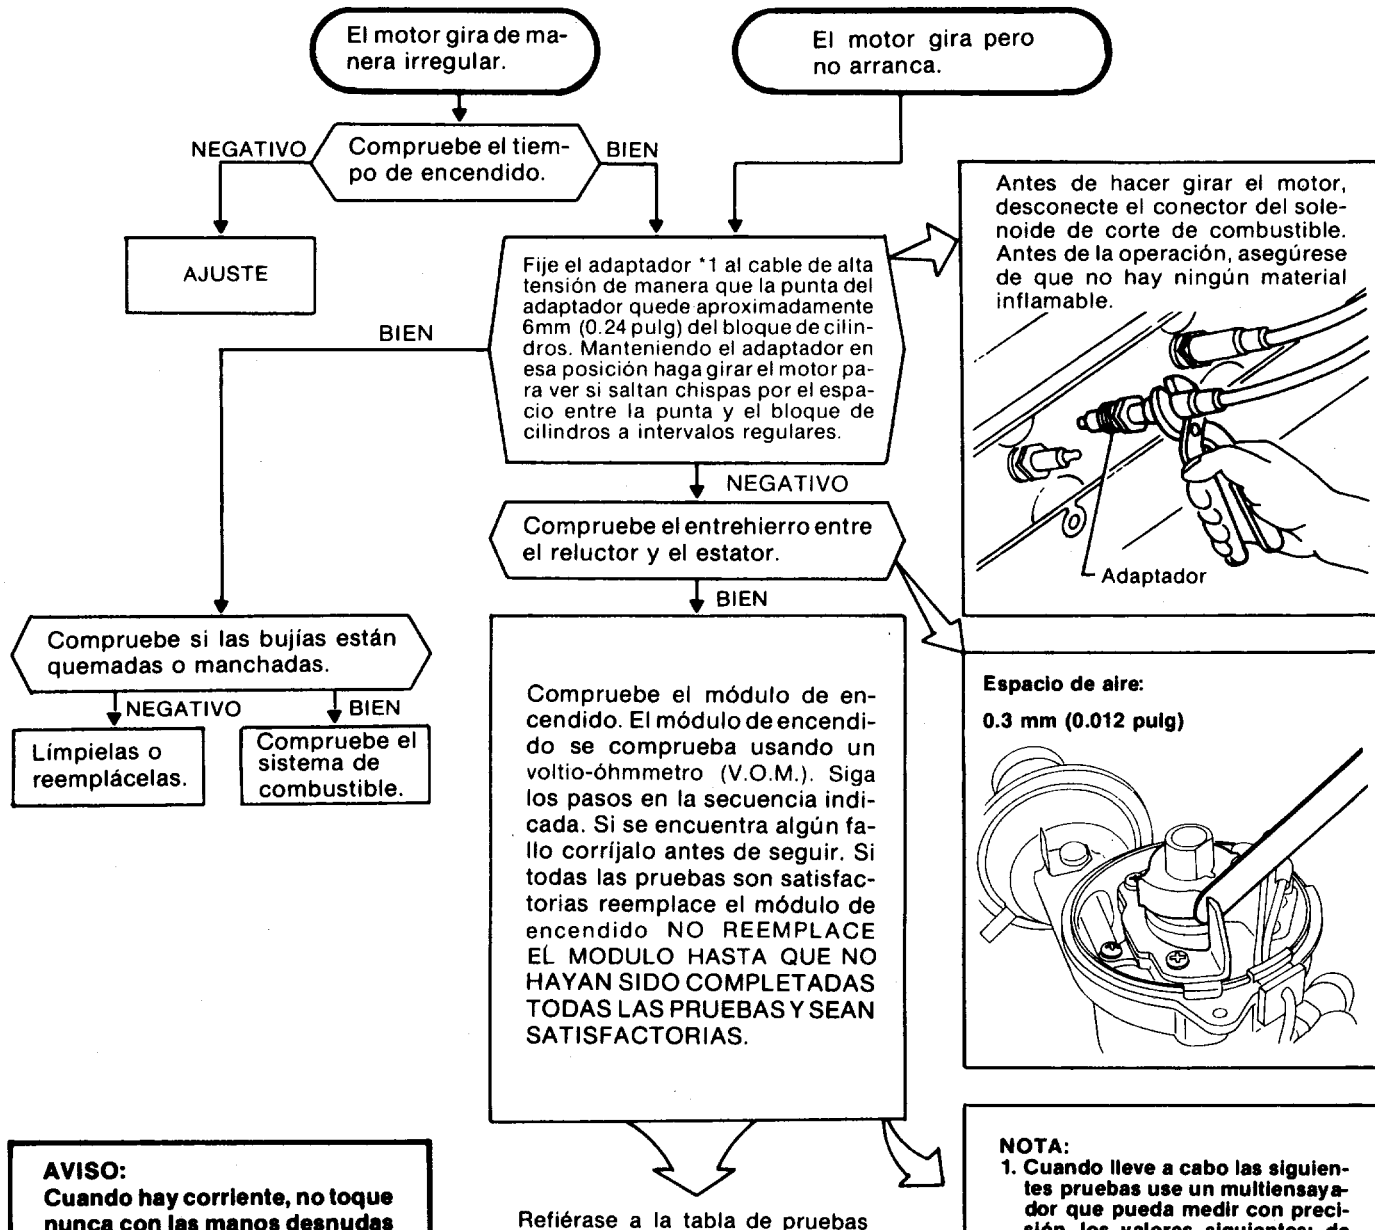 El motor gira de ma-
nera irregular.
El motor gira pero
no arranca.
NEGATIVO
Compruebe el tiem-
po de encendido.
BIEN
AJUSTE
Fije el adaptador *1 al cable de alta
tensión de manera que la punta del
adaptador quede aproximadamente
6mm (0.24 pulg) del bloque de cilin-
dros. Manteniendo el adaptador en
esa posición haga girar el motor pa-
ra ver si saltan chispas por el espa-
cio entre la punta y el bloque de
cilindros a intervalos regulares.
Antes de hacer girar el motor,
desconecte el conector del sole-
noide de corte de combustible.
Antes de la operación, asegúrese
de que no hay ningún material
inflamable.
Adaptador
BIEN
NEGATIVO
Compruebe el entrehierro entre
el reluctor y el estator.
BIEN
Compruebe si las bujías están
quemadas o manchadas.
NEGATIVO
BIEN
Límpielas o
reemplácelas.
Compruebe el
sistema de
combustible.
Compruebe el módulo de en-
cendido. El módulo de encendi-
do se comprueba usando un
voltio-óhmmetro (V.O.M.). Siga
los pasos en la secuencia indi-
cada. Si se encuentra algún fa-
llo corríjalo antes de seguir. Si
todas las pruebas son satisfac-
torias reemplace el módulo de
encendido NO REEMPLACE
EL MODULO HASTA QUE NO
HAYAN SIDO COMPLETADAS
TODAS LAS PRUEBAS Y SEAN
SATISFACTORIAS.
Espacio de aire:
0.3 mm (0.012 pulg)
AVISO:
Cuando hay corriente, no toque
nunca con las manos desnudas
Refiérase a la tabla de pruebas
NOTA:
1. Cuando lleve a cabo las siguien-
tes pruebas use un multiensaya-
dor que pueda medir con preci-
sión los valores siguientes: de